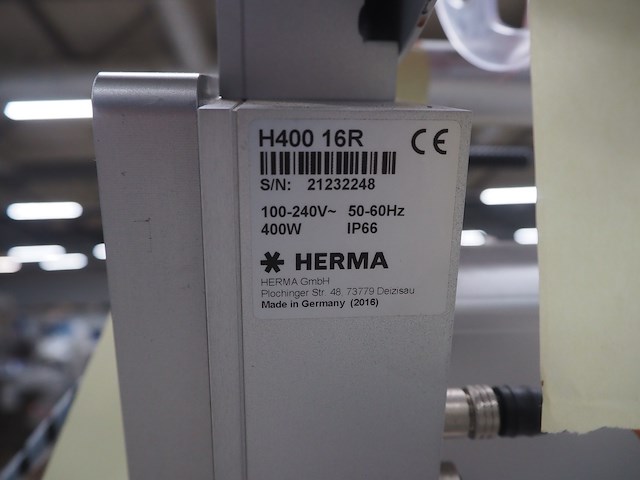 H400 16R
CE
S/N: 21232248
100-240V~ 50-60Hz
400W IP66
HERMA
HERMA GmbH
Plochinger Str. 48 73779 Deizisau
Made in Germany (2016)